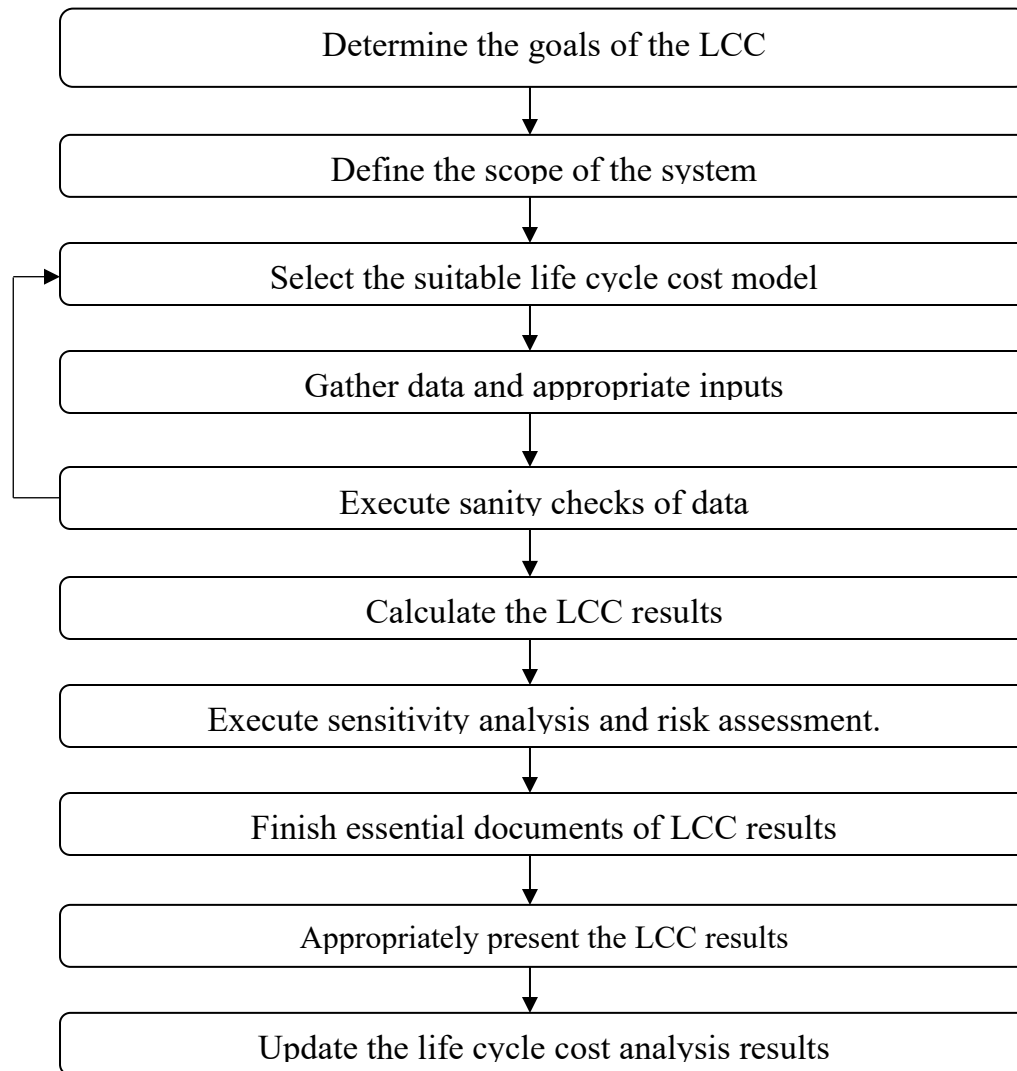 Determine the goals of the LCC
Define the scope of the system
Select the suitable life cycle cost model
Gather data and appropriate inputs
Execute sanity checks of data
Calculate the LCC results
Execute sensitivity analysis and risk assessment.
Finish essential documents of LCC results
Appropriately present the LCC results
Update the life cycle cost analysis results